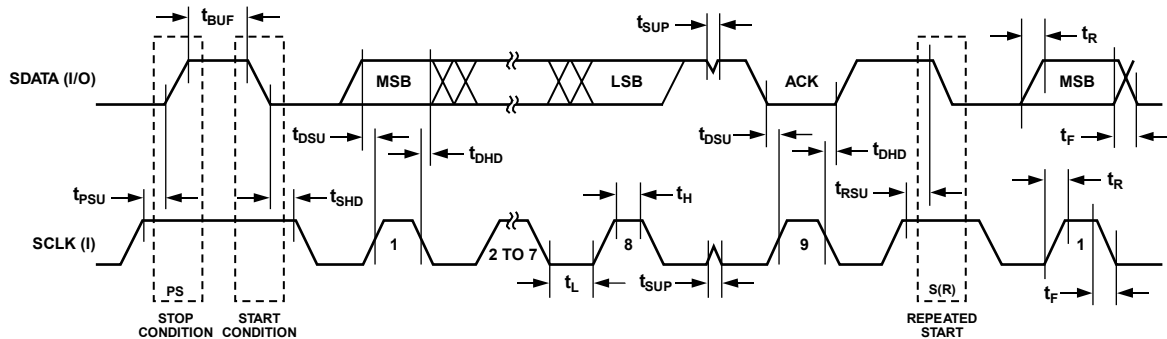 tBUF
tSUP
tR
SDATA (I/O)
MSB
LSB
ACK
MSB
tDSU
tDHD
tDSU
tDHD
tF
tPSU
tSHD
tH
tRSU
tR
SCLK (I)
1
2 TO 7
8
9
1
tL
tSUP
tF
PS
S(R)
STOP
CONDITION
START
CONDITION
REPEATED
START